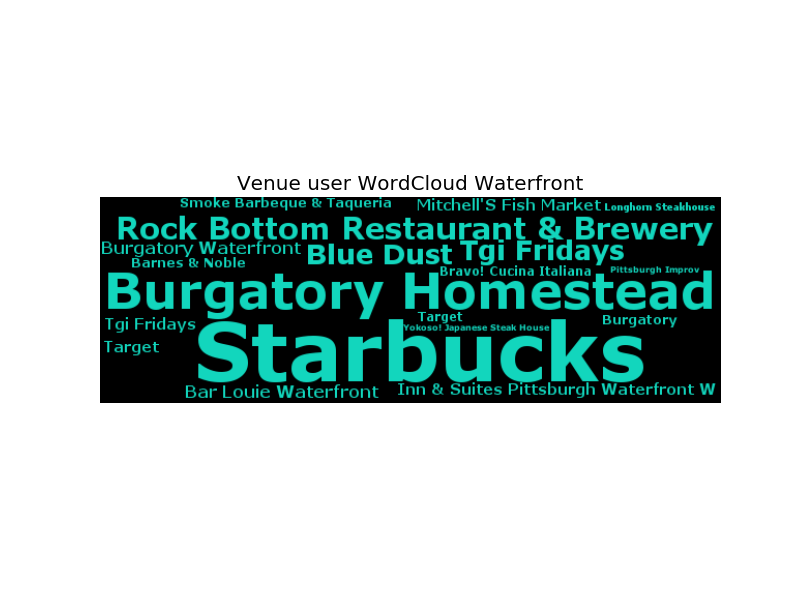 Venue user WordCloud Waterfront
Smoke Barbeque & Taqueria
Mitchell'S Fish Market
Longhorn Steakhouse
Rock Bottom Restaurant & Brewery
Burgatory Waterfront
Blue Dust
Tgi Fridays
Barnes & Noble
Bravo! Cucina Italiana
Pittsburgh Improv
Burgatory Homestead
Target
Tgi Fridays
Yokoso! Japanese Steak House
Burgatory
Target
Starbucks
Bar Louie Waterfront
Inn & Suites Pittsburgh Waterfront W